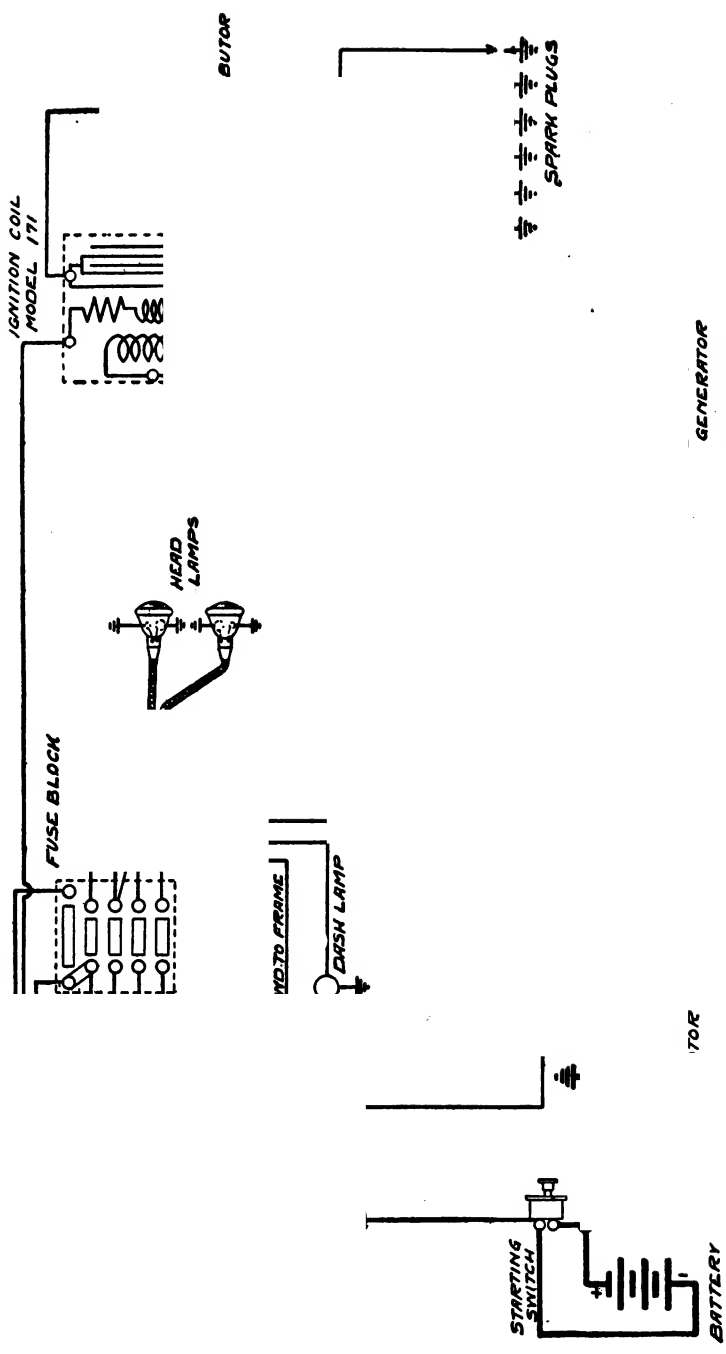 BUTOR
SPARK PLUGS
IGNITION COIL
MODEL 171
GENERATOR
HEAD
LAMPS
FUSE BLOCK
ND. TO FRAME
DASH LAMP
TOR
STARTING
SWITCH
+
-
BATTERY